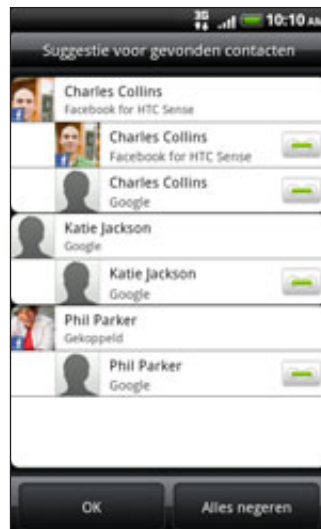 3G 10:10 AM
Suggestie voor gevonden contacten
Charles Collins
Facebook for HTC Sense
Charles Collins
Facebook for HTC Sense
Charles Collins
Google
Katie Jackson
Google
Katie Jackson
Google
Phil Parker
Gekoppeld
Phil Parker
Google
OK Alles negeren